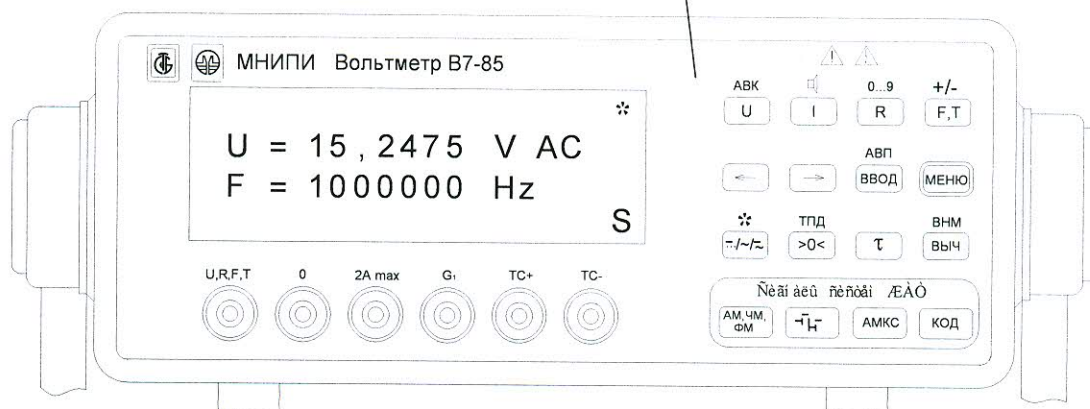 МНИПИ Вольтметр В7-85
U = 15,2475 V AC
F = 1000000 Hz
S
АВК 0...9 +/-
U I R F,T
АВП
← → ВВОД МЕНЮ
ТПД ВНМ
>0< τ ВЫЧ
U,R,F,T 0 2A max G₁ TC+ TC-
Ñèãí àëû ñèñòåì ÆÀÒ
АМ,ЧМ,
ФМ
АМКС КОД